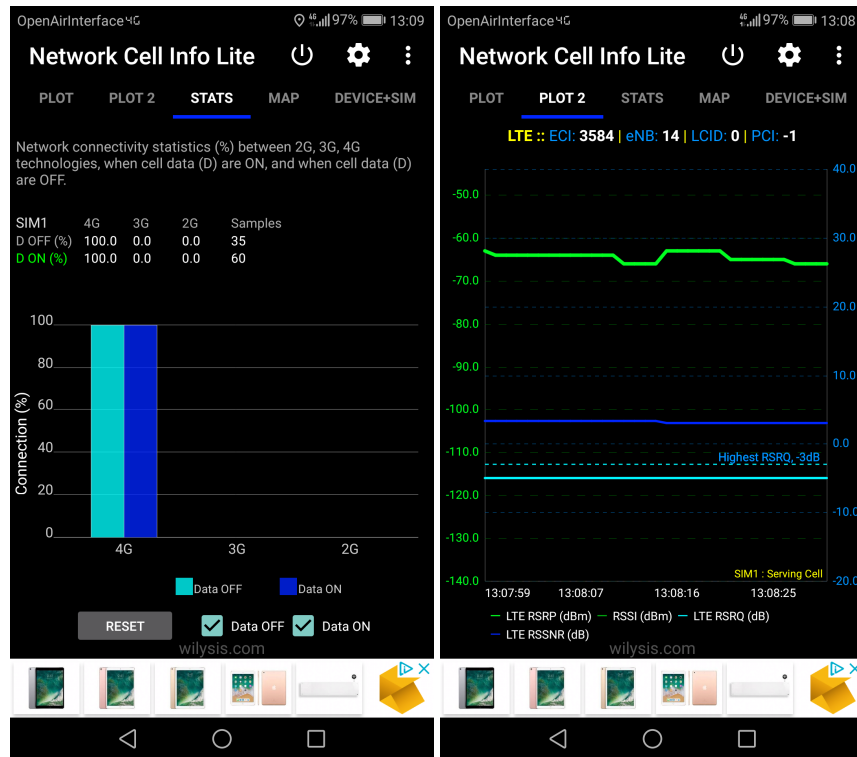 OpenAirInterface 4G
4G 97% 13:09
Network Cell Info Lite
PLOT PLOT 2 STATS MAP DEVICE+SIM
Network connectivity statistics (%) between 2G, 3G, 4G
technologies, when cell data (D) are ON, and when cell data (D)
are OFF.
SIM1 4G 3G 2G Samples
D OFF (%) 100.0 0.0 0.0 35
D ON (%) 100.0 0.0 0.0 60
Connection (%)
100
80
60
40
20
0
4G 3G 2G
Data OFF Data ON
RESET Data OFF Data ON
wilysis.com
OpenAirInterface 4G
4G 97% 13:08
Network Cell Info Lite
PLOT PLOT 2 STATS MAP DEVICE+SIM
LTE :: ECI: 3584 | eNB: 14 | LCID: 0 | PCI: -1
40.0
-50.0
-60.0 30.0
-70.0
20.0
-80.0
-90.0
10.0
-100.0
0.0
-110.0
Highest RSRQ, -3dB
-120.0
-10.0
-130.0
SIM1 : Serving Cell
-140.0 -20.0
13:07:59 13:08:07 13:08:16 13:08:25
LTE RSRP (dBm) RSSI (dBm) LTE RSRQ (dB)
LTE RSSNR (dB)
wilysis.com